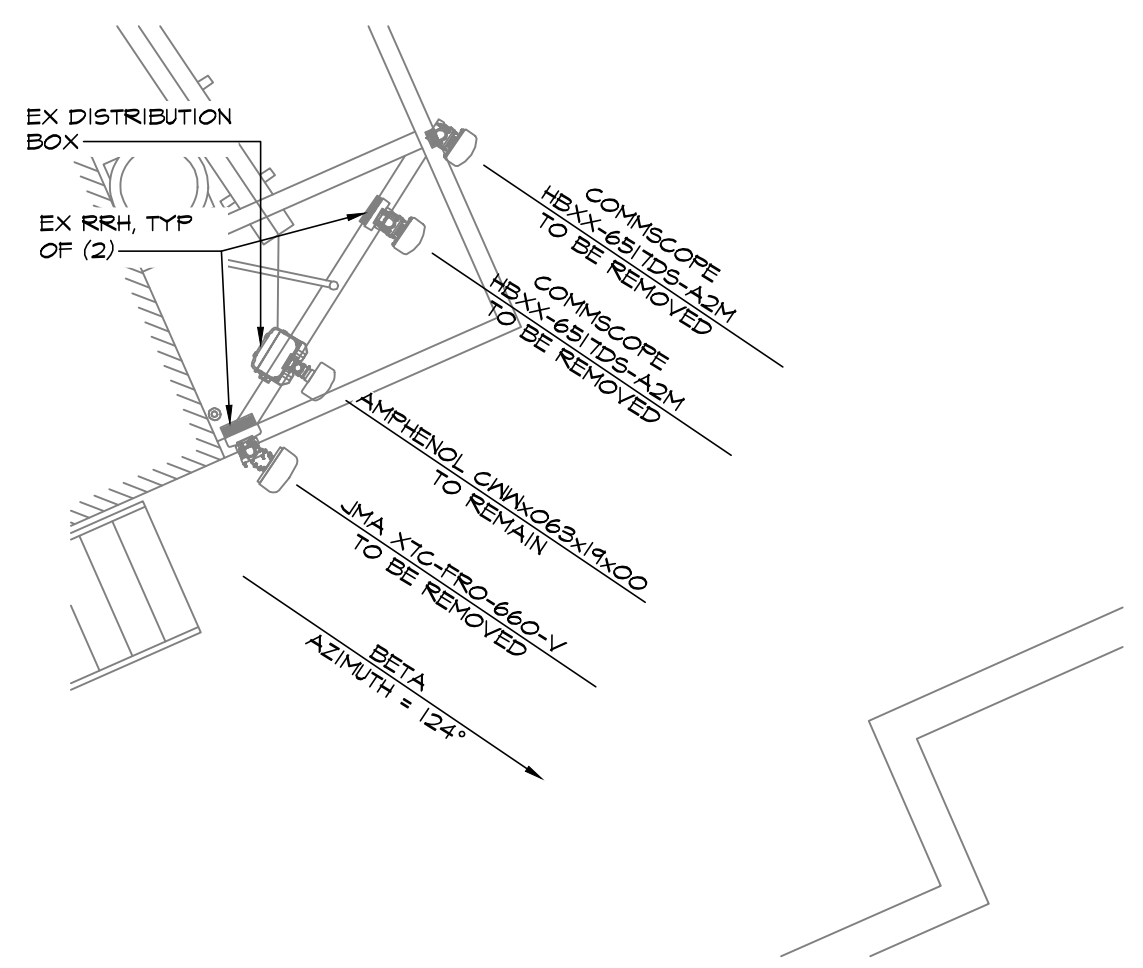 EX DISTRIBUTION
BOX
EX RRH, TYP
OF (2)
COMMSCOPE
HBXX-6517DS-A2M
TO BE REMOVED
COMMSCOPE
HBXX-6517DS-A2M
TO BE REMOVED
AMPHENOL CWWx063x19x00
TO REMAIN
JMA X7C-FRO-660-V
TO BE REMOVED
BETA
AZIMUTH = 124°